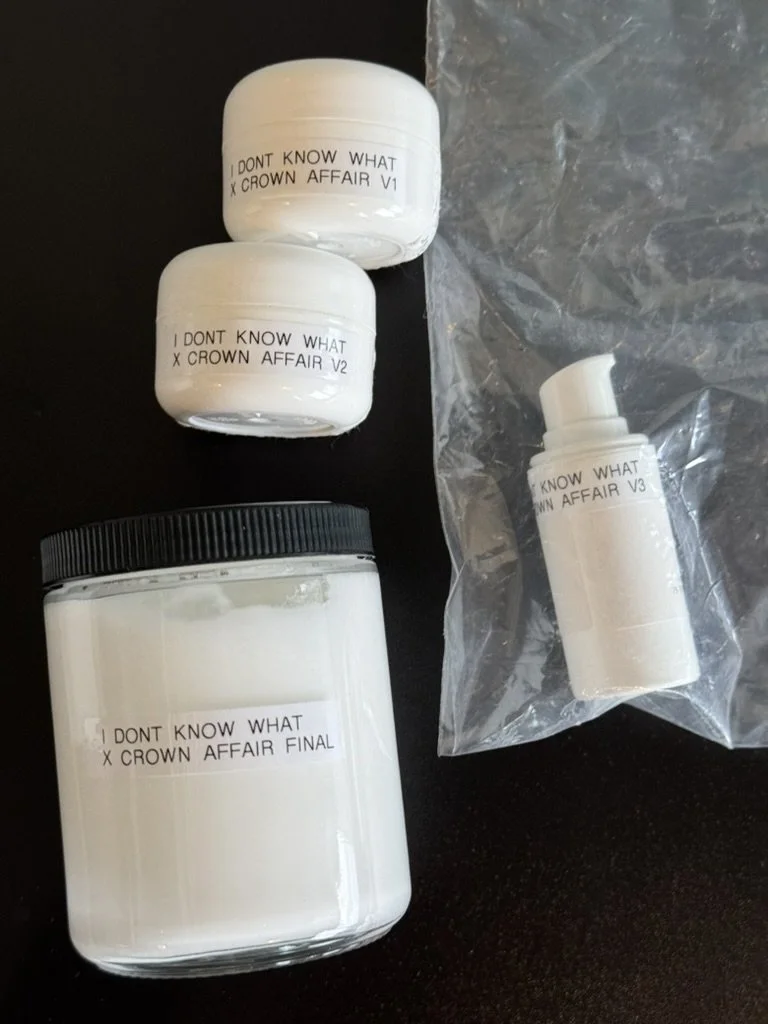 I DONT KNOW WHAT
X CROWN AFFAIR V1
I DONT KNOW WHAT
X CROWN AFFAIR V2
KNOW WHAT
AFFAIR V3
I DONT KNOW WHAT
X CROWN AFFAIR FINAL